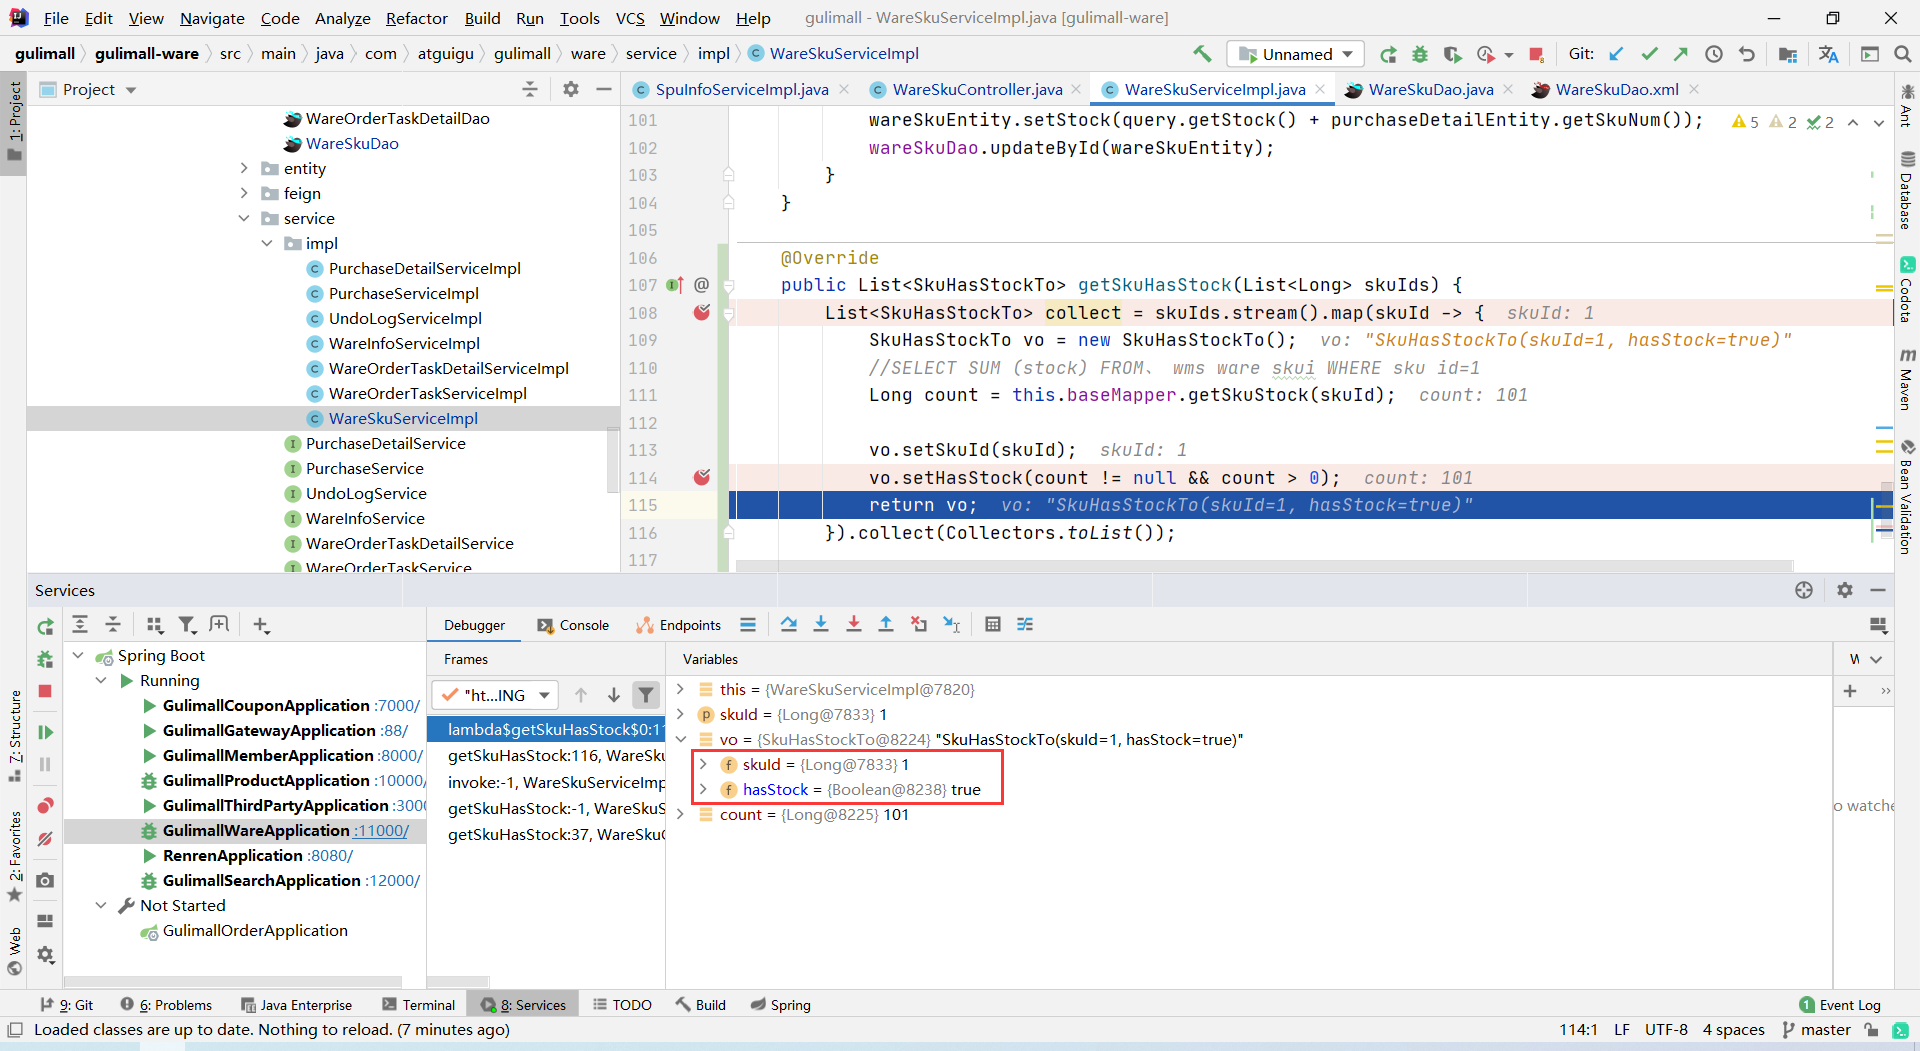 File Edit View Navigate Code Analyze Refactor Build Run Tools VCS Window Help gulimall - WareSkuServiceImpl.java [gulimall-ware]
gulimall gulimall-ware src main java com atguigu gulimall ware service impl WareSkuServiceImpl Unnamed Git:
Project
SpuInfoServiceImpl.java WareSkuController.java WareSkuServiceImpl.java WareSkuDao.java WareSkuDao.xml
1: Project
7: Structure
2: Favorites
Web
WareOrderTaskDetailDao
WareSkuDao
entity
feign
service
impl
PurchaseDetailServiceImpl
PurchaseServiceImpl
UndoLogServiceImpl
WareInfoServiceImpl
WareOrderTaskDetailServiceImpl
WareOrderTaskServiceImpl
WareSkuServiceImpl
PurchaseDetailService
PurchaseService
UndoLogService
WareInfoService
WareOrderTaskDetailService
WareOrderTaskService
101 wareSkuEntity.setStock(query.getStock() + purchaseDetailEntity.getSkuNum()); 5 2 2
102 wareSkuDao.updateById(wareSkuEntity);
103 }
104 }
105
106 @Override
107 @ public List<SkuHasStockTo> getSkuHasStock(List<Long> skuIds) {
108 List<SkuHasStockTo> collect = skuIds.stream().map(skuId -> { skuId: 1
109 SkuHasStockTo vo = new SkuHasStockTo(); vo: "SkuHasStockTo(skuId=1, hasStock=true)"
110 //SELECT SUM (stock) FROM、 wms ware skui WHERE sku id=1
111 Long count = this.baseMapper.getSkuStock(skuId); count: 101
112
113 vo.setSkuId(skuId); skuId: 1
114 vo.setHasStock(count != null && count > 0); count: 101
115 return vo; vo: "SkuHasStockTo(skuId=1, hasStock=true)"
116 }).collect(Collectors.toList());
117
Ant
Database
Codota
Maven
Bean Validation
Services
Debugger Console Endpoints
Spring Boot
Running
GulimallCouponApplication :7000/
GulimallGatewayApplication :88/
GulimallMemberApplication :8000/
GulimallProductApplication :10000/
GulimallThirdPartyApplication :3000
GulimallWareApplication :11000/
RenrenApplication :8080/
GulimallSearchApplication :12000/
Not Started
GulimallOrderApplication
Frames
"ht...ING
lambda$getSkuHasStock$0:11
getSkuHasStock:116, WareSku
invoke:-1, WareSkuServiceImp
getSkuHasStock:-1, WareSkuS
getSkuHasStock:37, WareSkuC
Variables
this = {WareSkuServiceImpl@7820}
skuId = {Long@7833} 1
vo = {SkuHasStockTo@8224} "SkuHasStockTo(skuId=1, hasStock=true)"
skuId = {Long@7833} 1
hasStock = {Boolean@8238} true
count = {Long@8225} 101
W
o watche
9: Git 6: Problems Java Enterprise Terminal 8: Services TODO Build Spring 1 Event Log
Loaded classes are up to date. Nothing to reload. (7 minutes ago) 114:1 LF UTF-8 4 spaces master